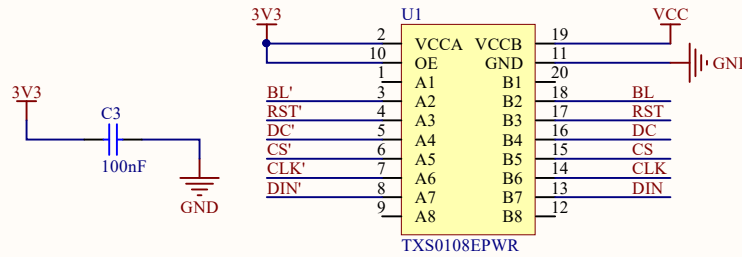 3V3
C3
100nF
GND
3V3
U1
VCC
2 VCCA VCCB 19
10 OE GND 11
GND
1 A1 B1 20
BL' 3 A2 B2 18 BL
RST' 4 A3 B3 17 RST
DC' 5 A4 B4 16 DC
CS' 6 A5 B5 15 CS
CLK' 7 A6 B6 14 CLK
DIN' 8 A7 B7 13 DIN
9 A8 B8 12
TXS0108EPWR